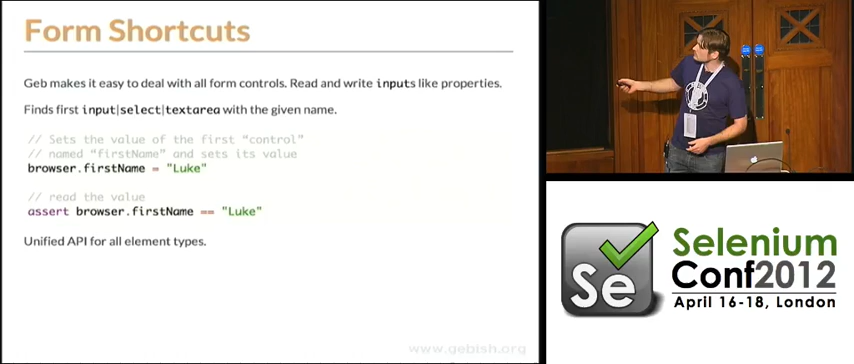 Form Shortcuts
Geb makes it easy to deal with all form controls. Read and write inputs like properties.
Finds first input|select|textarea with the given name.
// Sets the value of the first "control"
// named "firstName" and sets its value
browser.firstName = "Luke"
// read the value
assert browser.firstName == "Luke"
Unified API for all element types.
www.gebish.org
Se
Selenium
Conf2012
April 16-18, London